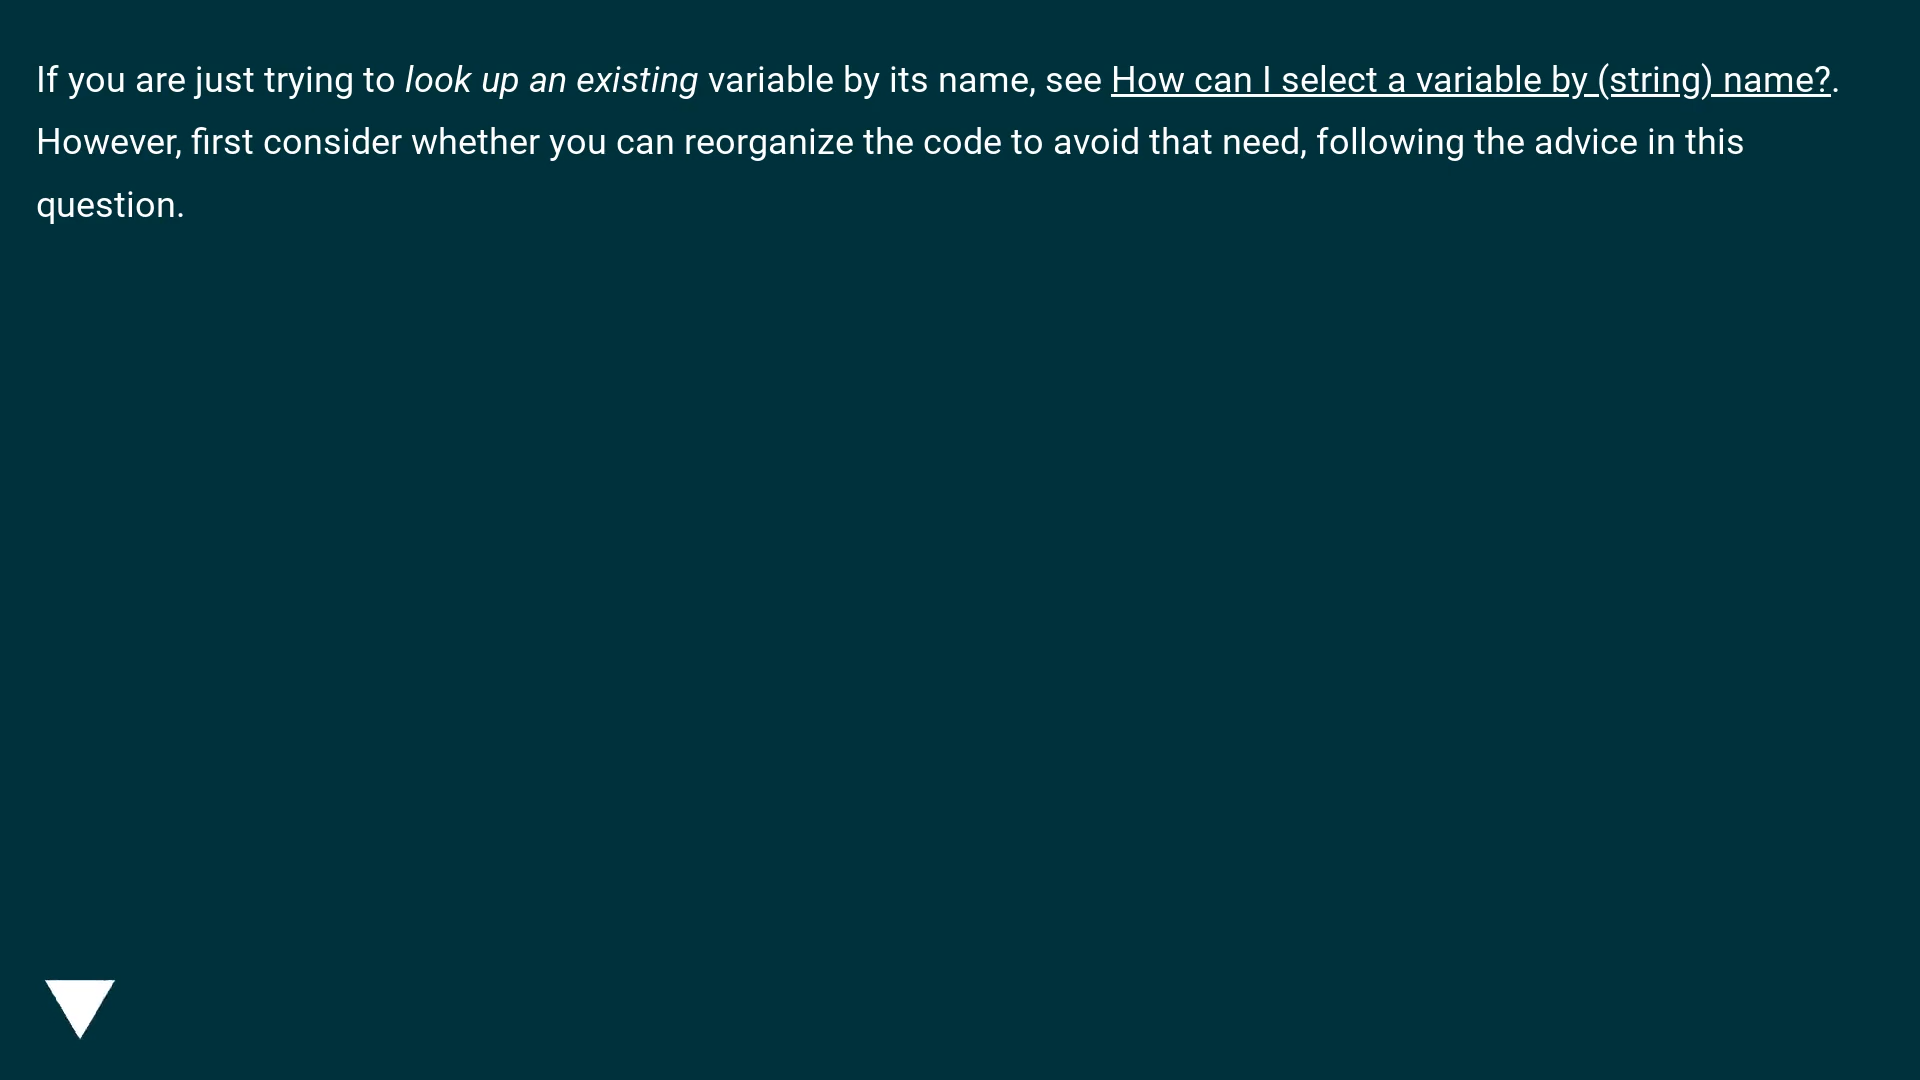 If you are just trying to look up an existing variable by its name, see How can I select a variable by (string) name?.
However, first consider whether you can reorganize the code to avoid that need, following the advice in this
question.